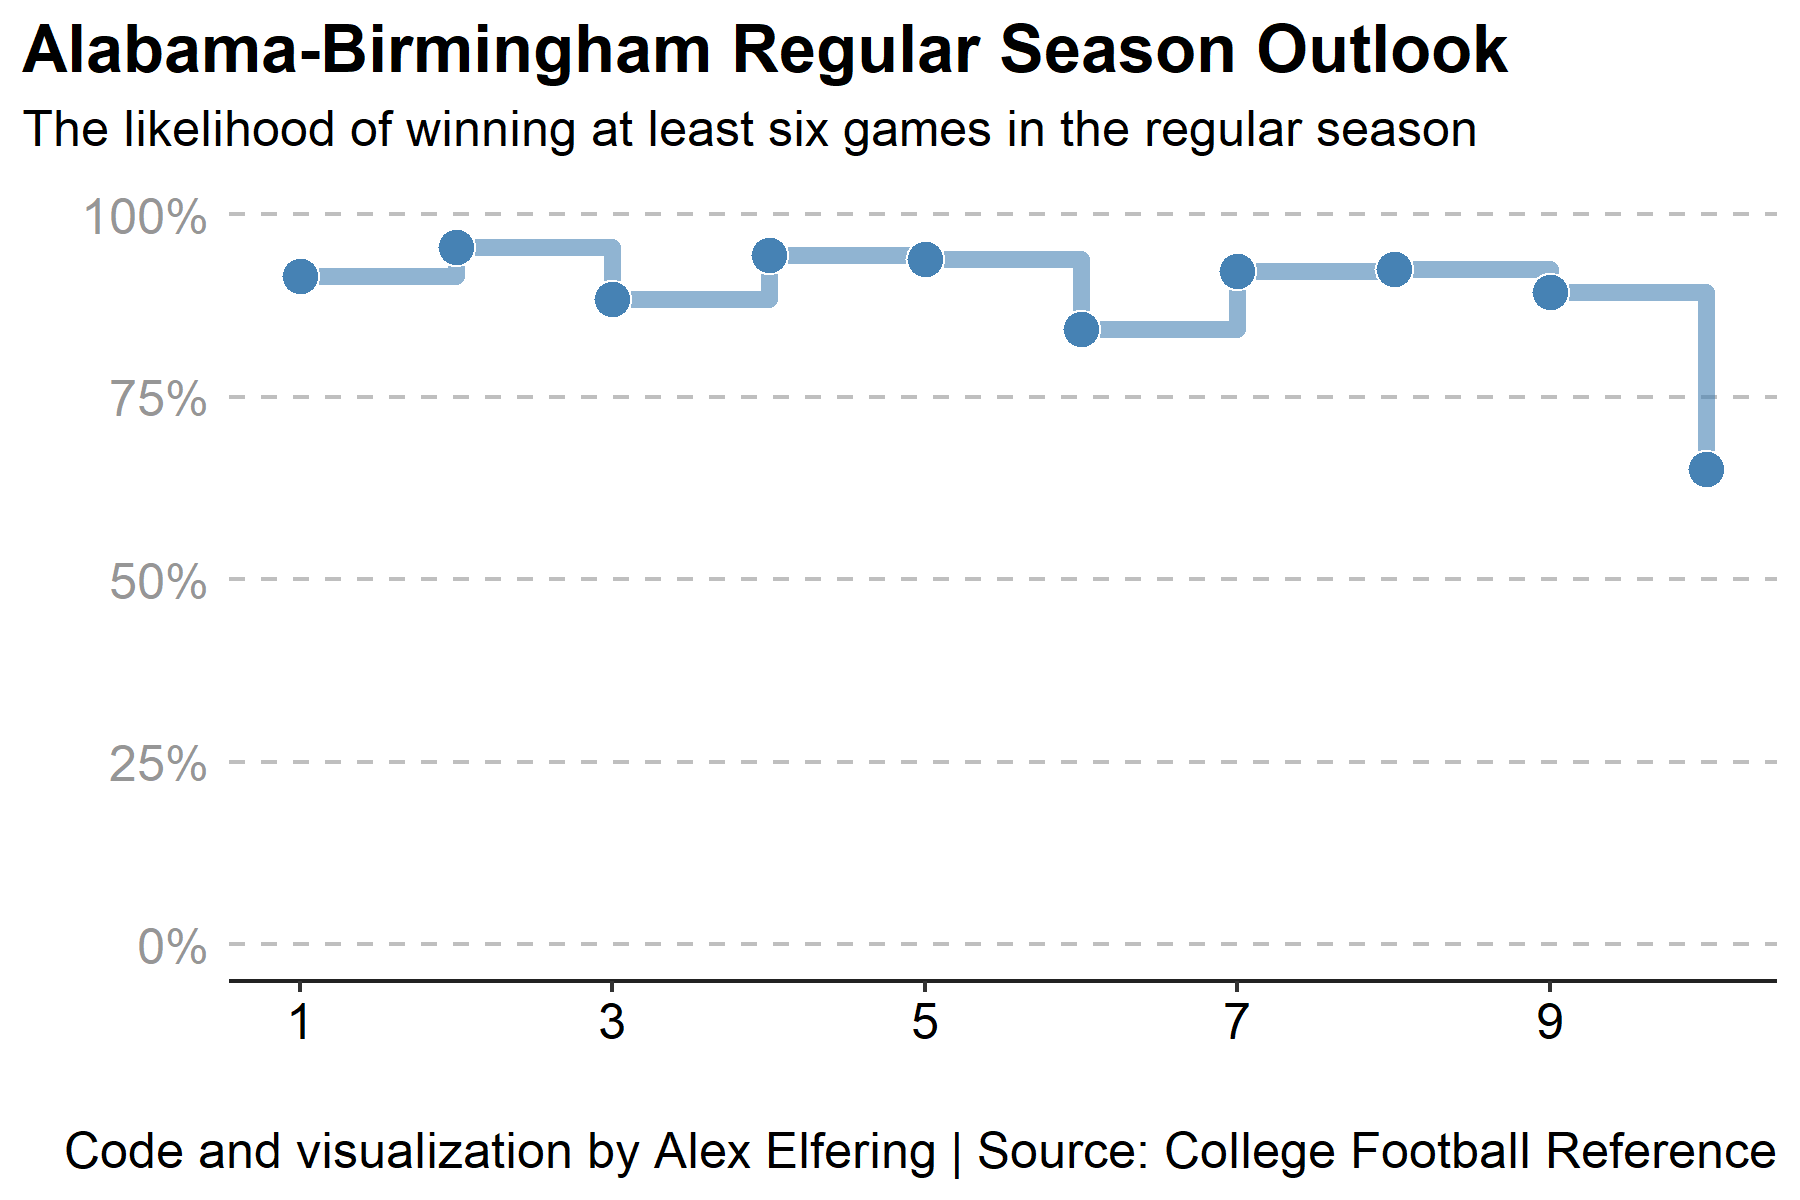 Alabama-Birmingham Regular Season Outlook
The likelihood of winning at least six games in the regular season
100%
75%
50%
25%
0%
1 3 5 7 9
Code and visualization by Alex Elfering | Source: College Football Reference